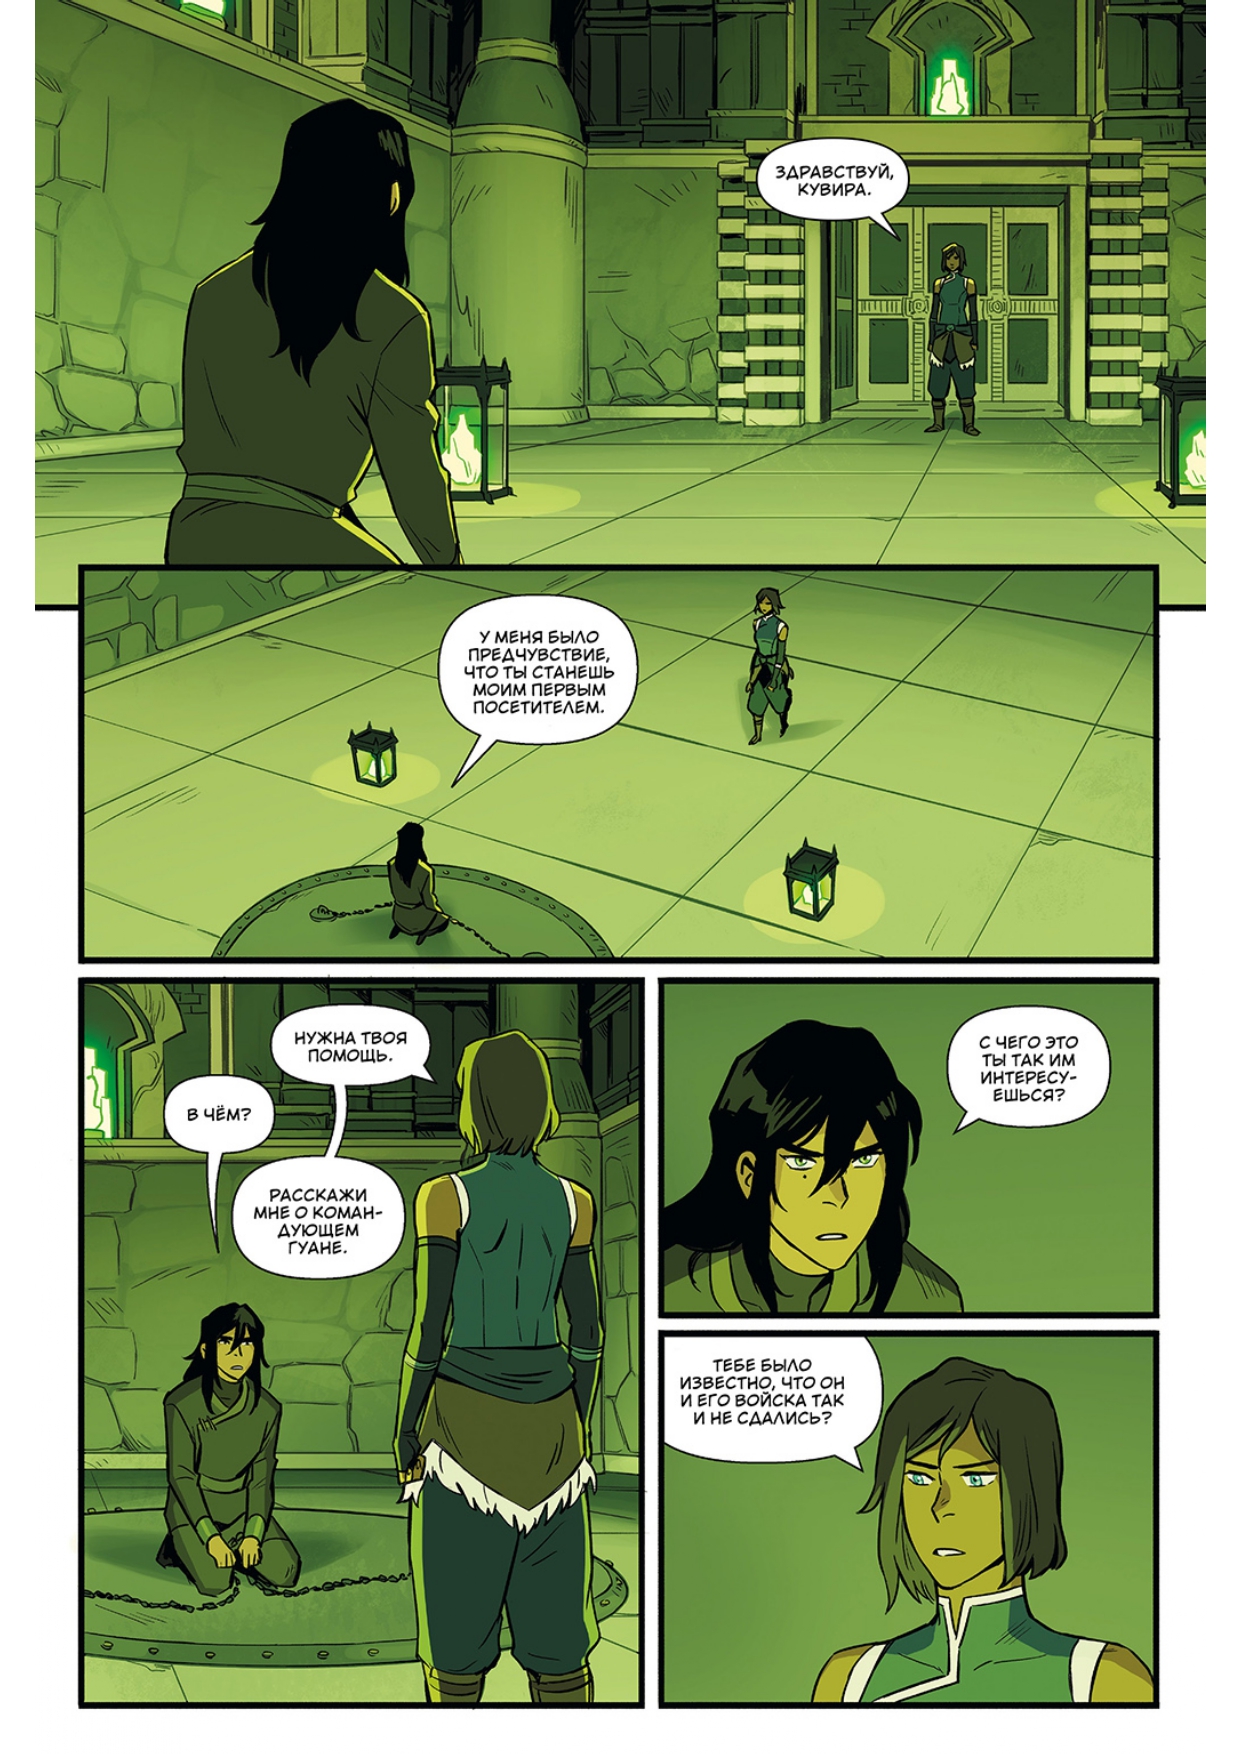 ЗДРАВСТВУЙ,
КУВИРА.
У МЕНЯ БЫЛО
ПРЕДЧУВСТВИЕ,
ЧТО ТЫ СТАНЕШЬ
МОИМ ПЕРВЫМ
ПОСЕТИТЕЛЕМ.
НУЖНА ТВОЯ
ПОМОЩЬ.
В ЧЁМ?
РАССКАЖИ
МНЕ О КОМАН-
ДУЮЩЕМ
ГУАНЕ.
С ЧЕГО ЭТО
ТЫ ТАК ИМ
ИНТЕРЕСУ-
ЕШЬСЯ?
ТЕБЕ БЫЛО
ИЗВЕСТНО, ЧТО ОН
И ЕГО ВОЙСКА ТАК
И НЕ СДАЛИСЬ?